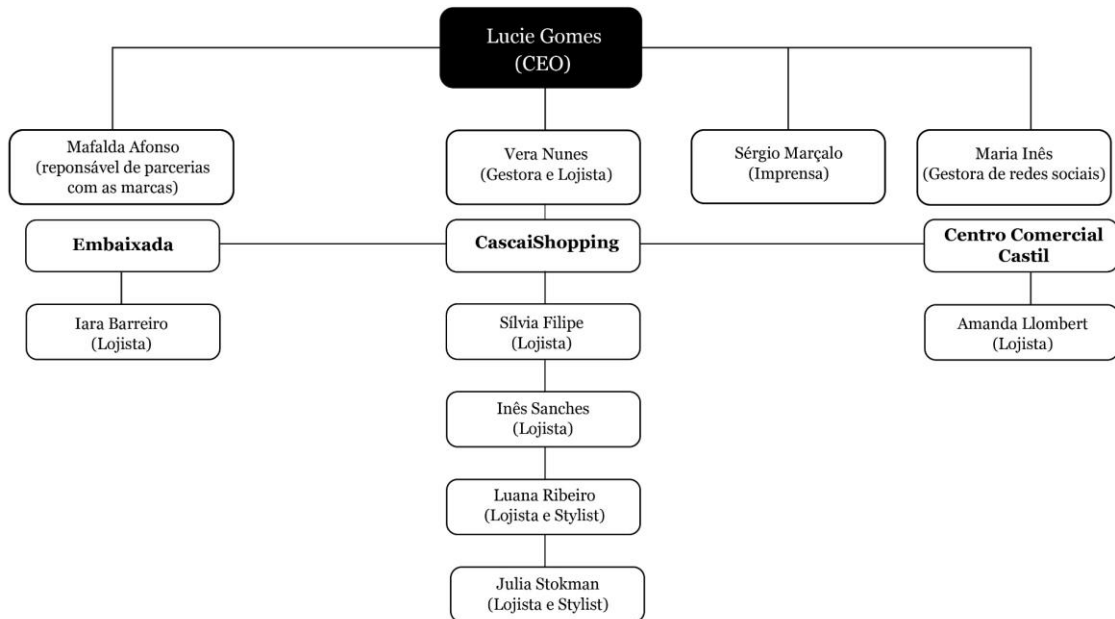 Lucie Gomes
(CEO)
Mafalda Afonso
(reponsável de parcerias
com as marcas)
Vera Nunes
(Gestora e Lojista)
Sérgio Marçalo
(Imprensa)
Maria Inês
(Gestora de redes sociais)
Embaixada
CascaiShopping
Centro Comercial
Castil
Iara Barreiro
(Lojista)
Sílvia Filipe
(Lojista)
Amanda Llombert
(Lojista)
Inês Sanches
(Lojista)
Luana Ribeiro
(Lojista e Stylist)
Julia Stokman
(Lojista e Stylist)